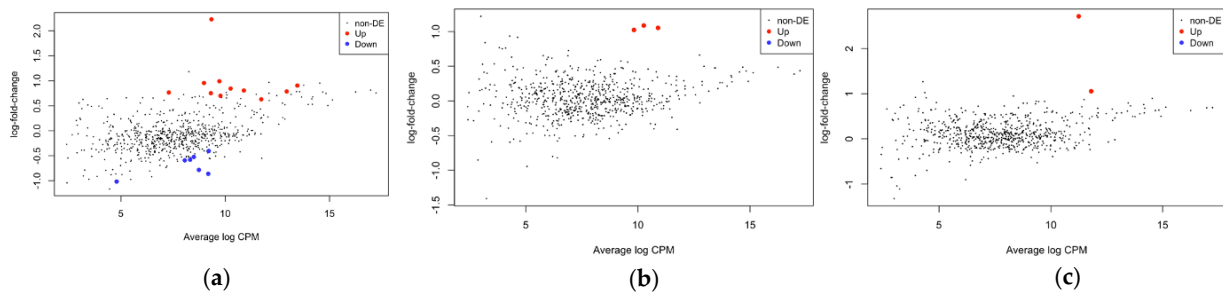 non-DE
Up
Down
log-fold-change
2.0
1.5
1.0
0.5
0.0
-0.5
-1.0
5
10
15
Average log CPM
(a)
non-DE
Up
Down
log-fold-change
1.0
0.5
0.0
-0.5
-1.0
-1.5
5
10
15
Average log CPM
(b)
non-DE
Up
Down
log-fold-change
2
1
0
-1
5
10
15
Average log CPM
(c)